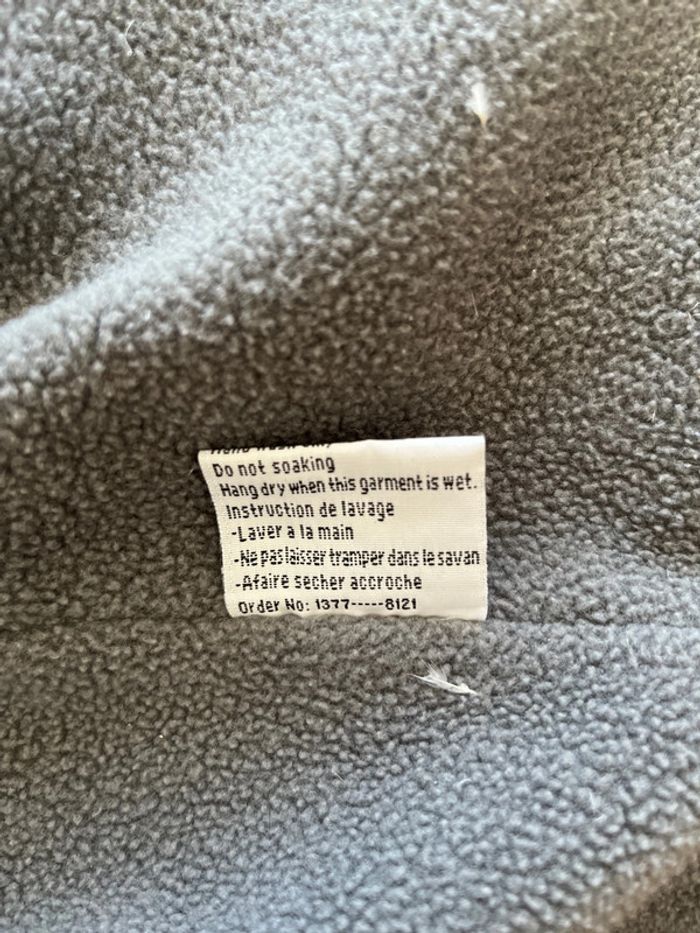 Do not soaking
Hang dry when this garment is wet.
Instruction de lavage
-Laver a la main
-Ne pas laisser tramper dans le savan
-Afaire secher accroche
Order No: 1377-----8121